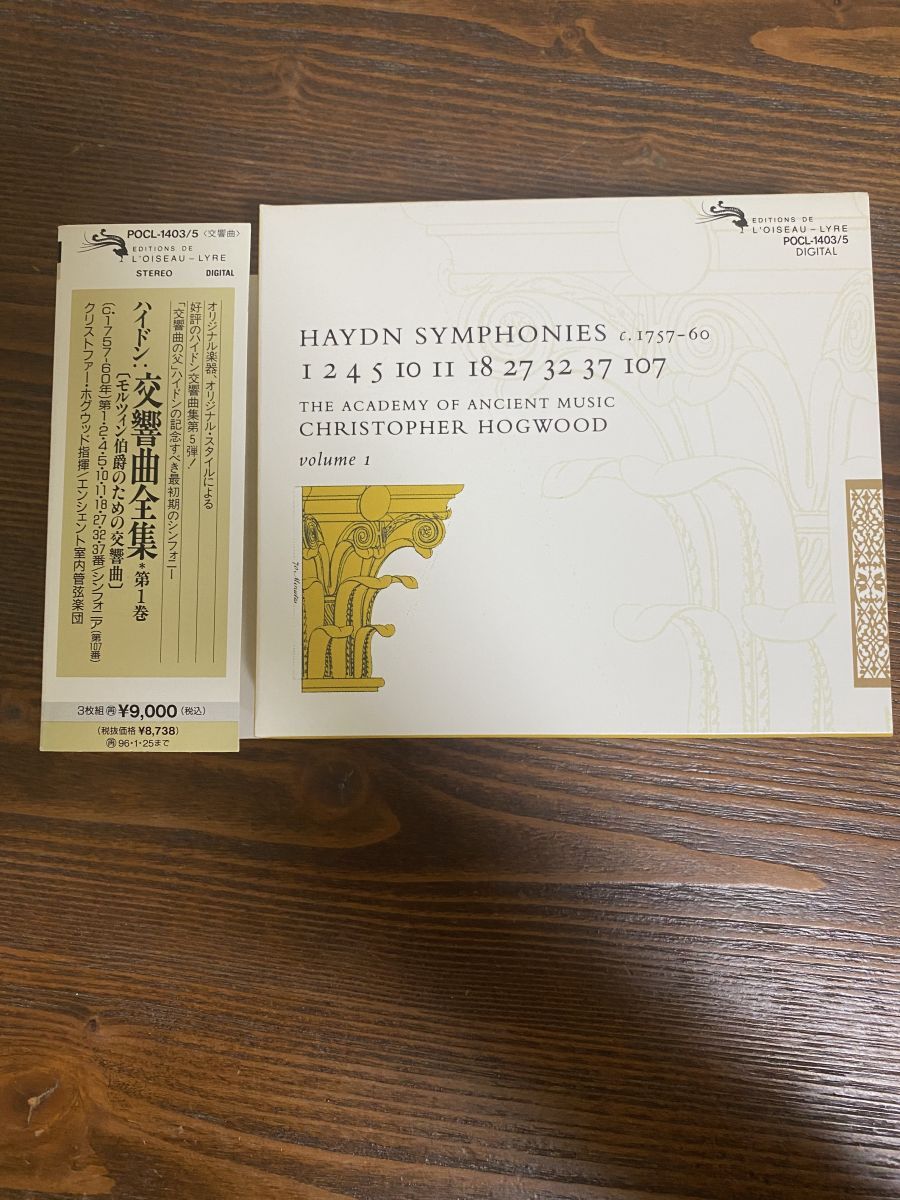 POCL-1403/5 〈交響曲〉
EDITIONS DE
L'OISEAU-LYRE
STEREO DIGITAL
オリジナル楽器、オリジナル・スタイルによる
好評のハイドン交響曲集第5弾!
「交響曲の父」ハイドンの記念すべき最初期のシンフォニー
ハイドン:交響曲全集*第1巻
[モルツィン伯爵のための交響曲]
(c.1757-60年)第1・2・4・5・10・11・18・27・32・37番/シンフォニア(第107番)
クリストファー・ホグウッド指揮/エンシェント室内管弦楽団
3枚組 ¥9,000 (税込)
(税抜価格 ¥8,738)
96・1・25まで
EDITIONS DE
L'OISEAU-LYRE
POCL-1403/5
DIGITAL
HAYDN SYMPHONIES c. 1757-60
1 2 4 5 10 11 18 27 32 37 107
THE ACADEMY OF ANCIENT MUSIC
CHRISTOPHER HOGWOOD
volume 1